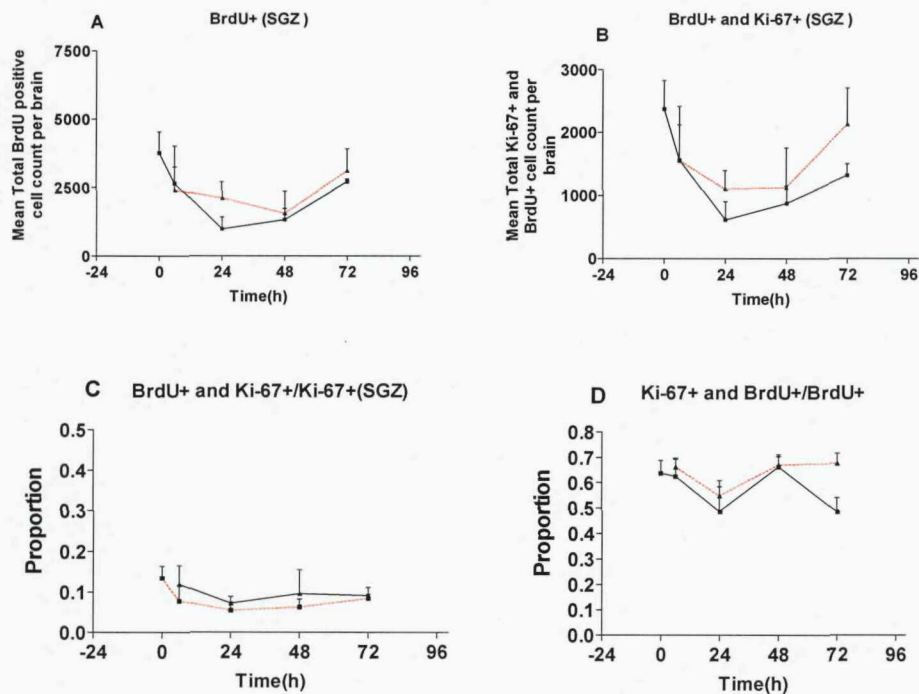 A BrdU+ (SGZ)
Mean Total BrdU positive
cell count per brain
7500
5000
2500
0
-24 0 24 48 72 96
Time(h)
B BrdU+ and Ki-67+ (SGZ )
Mean Total Ki-67+ and
BrdU+ cell count per
brain
3000
2000
1000
0
-24 0 24 48 72 96
Time(h)
C BrdU+ and Ki-67+/Ki-67+(SGZ)
Proportion
0.5
0.4
0.3
0.2
0.1
0.0
-24 0 24 48 72 96
Time(h)
D Ki-67+ and BrdU+/BrdU+
Proportion
0.8
0.7
0.6
0.5
0.4
0.3
0.2
0.1
0.0
-24 0 24 48 72 96
Time(h)